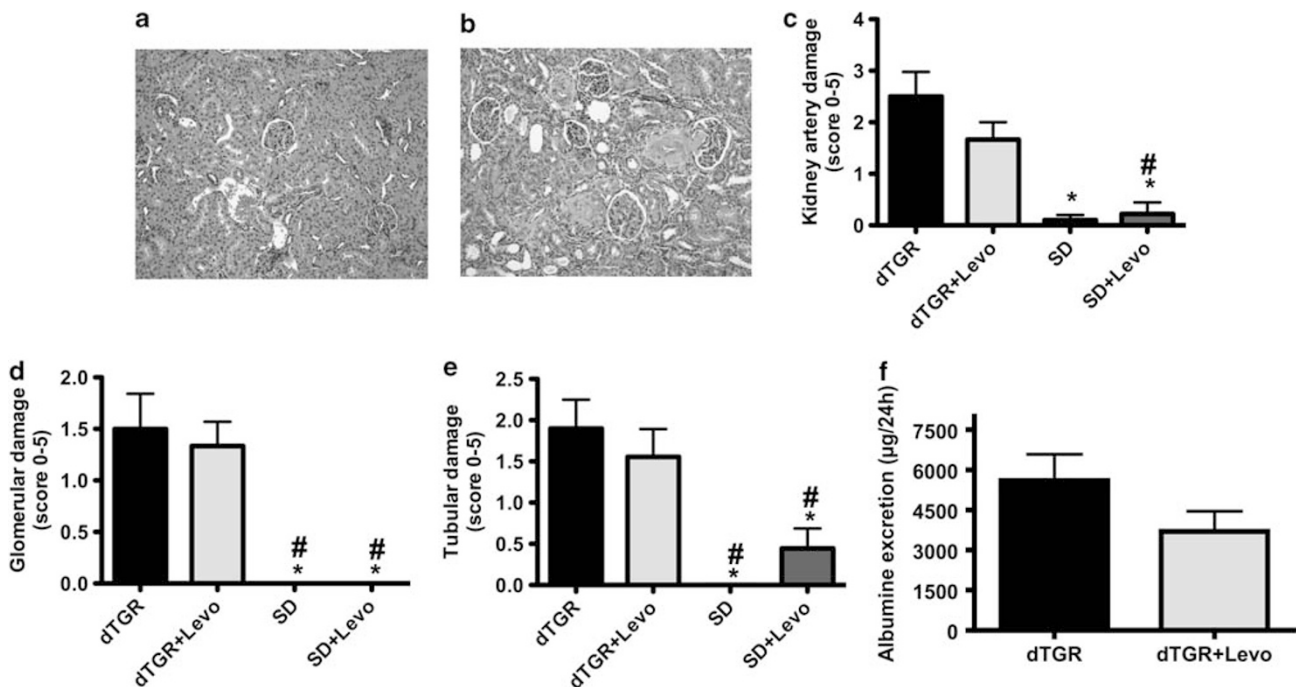 a
b
c
Kidney artery damage
(score 0-5)
4
3
2
1
0
*
#
*
dTGR
dTGR+Levo
SD
SD+Levo
d
Glomerular damage
(score 0-5)
2.0
1.5
1.0
0.5
0.0
#
*
#
*
dTGR
dTGR+Levo
SD
SD+Levo
e
Tubular damage
(score 0-5)
2.5
2.0
1.5
1.0
0.5
0.0
#
*
#
*
dTGR
dTGR+Levo
SD
SD+Levo
f
Albumine excretion (µg/24h)
7500
6000
4500
3000
1500
0
dTGR
dTGR+Levo